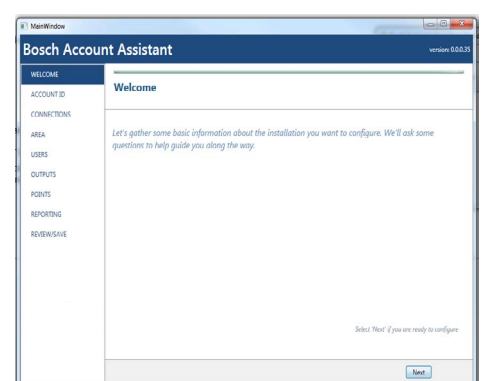 MainWindow
Bosch Account Assistant
version: 0.0.0.35
WELCOME
ACCOUNT ID
CONNECTIONS
AREA
USERS
OUTPUTS
POINTS
REPORTING
REVIEW/SAVE
Welcome
Let's gather some basic information about the installation you want to configure. We'll ask some
questions to help guide you along the way.
Select 'Next' if you are ready to configure
Next